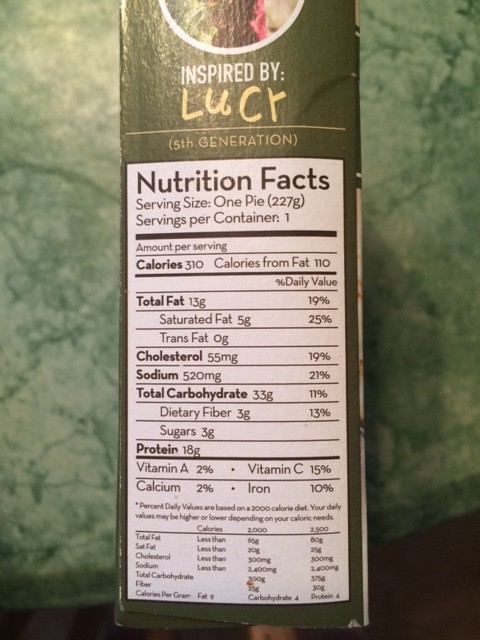 INSPIRED BY:
LUCY
(5th. GENERATION)
Nutrition Facts
Serving Size: One Pie (227g)
Servings per Container: 1
Amount per serving
Calories 310 Calories from Fat 110
%Daily Value
Total Fat 13g 19%
Saturated Fat 5g 25%
Trans Fat 0g
Cholesterol 55mg 19%
Sodium 520mg 21%
Total Carbohydrate 33g 11%
Dietary Fiber 3g 13%
Sugars 3g
Protein 18g
Vitamin A 2% • Vitamin C 15%
Calcium 2% • Iron 10%
*Percent Daily Values are based on a 2000 calorie diet. Your daily
values may be higher or lower depending on your caloric needs.
Calories 2,000 2,500
Total Fat Less than 65g 80g
Sat Fat Less than 20g 25g
Cholesterol Less than 300mg 300mg
Sodium Less than 2,400mg 2,400mg
Total Carbohydrate 300g 375g
Fiber 25g 30g
Calories Per Gram: Fat 9 Carbohydrate 4 Protein 4